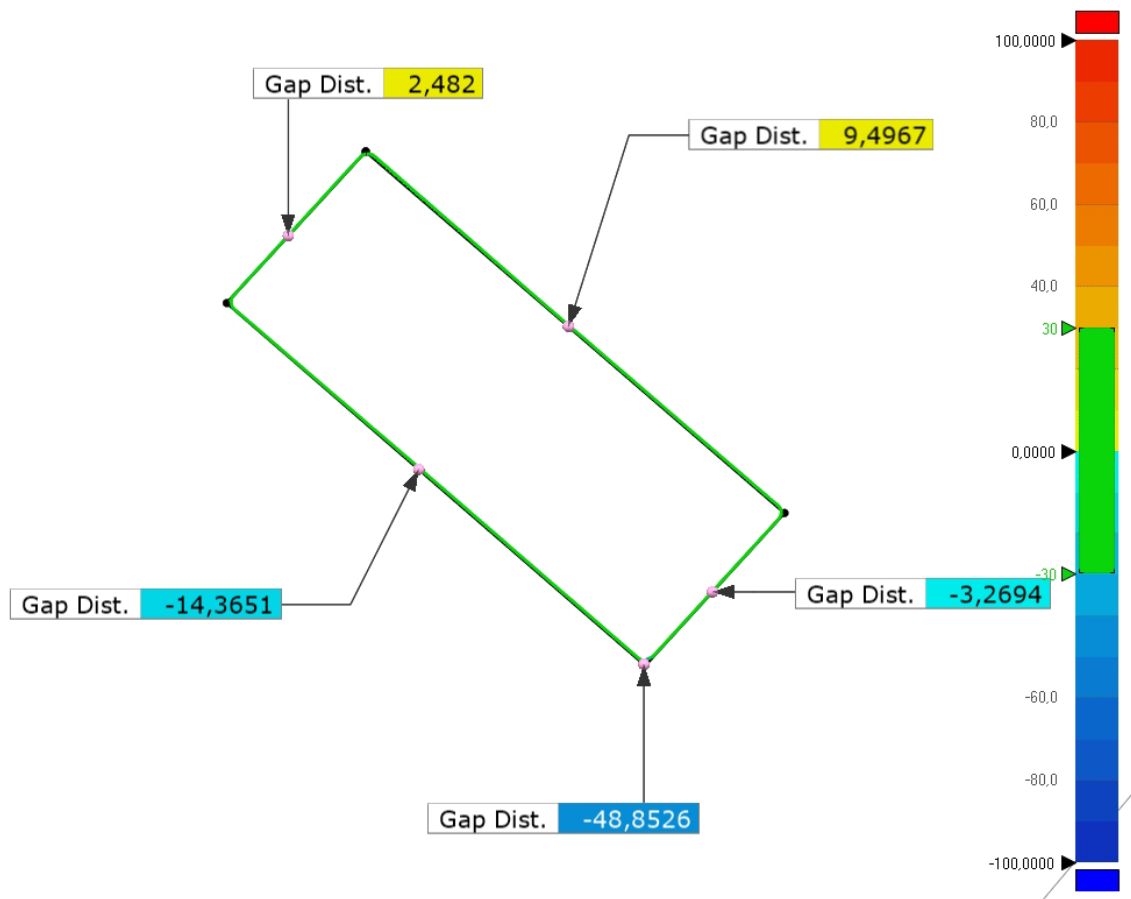 100,0000
Gap Dist. 2,482
80,0
Gap Dist. 9,4967
60,0
40,0
30
0,0000
-30
Gap Dist. -14,3651
Gap Dist. -3,2694
-60,0
-80,0
Gap Dist. -48,8526
-100,0000